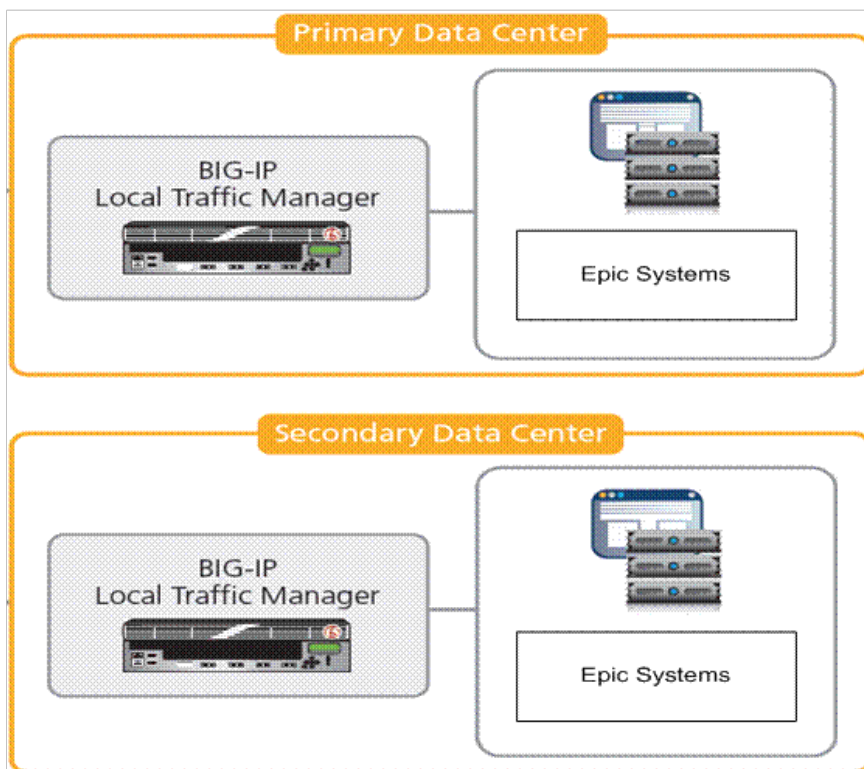 Primary Data Center
BIG-IP
Local Traffic Manager
Epic Systems
Secondary Data Center
BIG-IP
Local Traffic Manager
Epic Systems